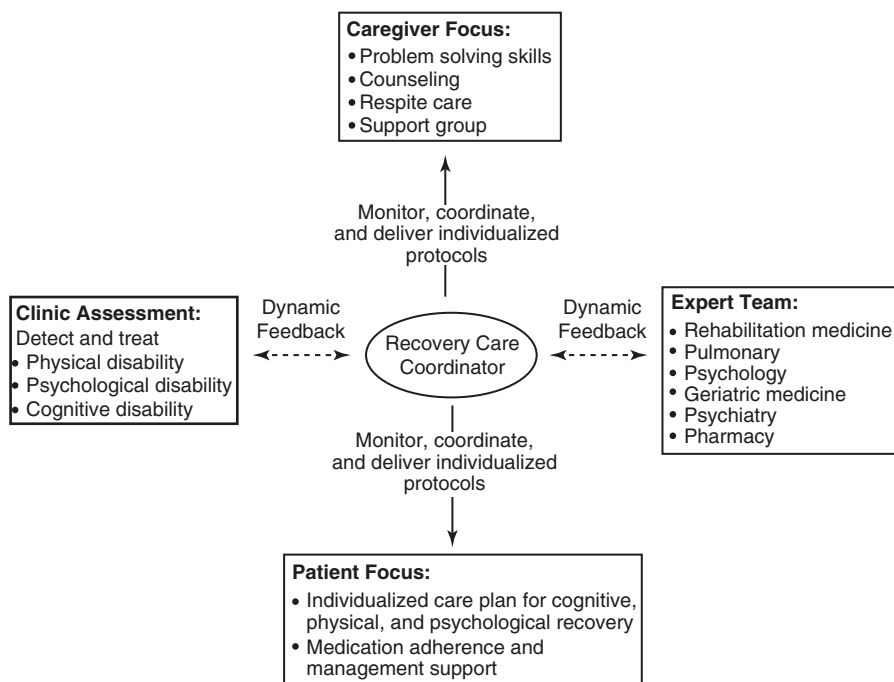 Caregiver Focus:
• Problem solving skills
• Counseling
• Respite care
• Support group
Monitor, coordinate,
and deliver individualized
protocols
Clinic Assessment:
Detect and treat
• Physical disability
• Psychological disability
• Cognitive disability
Dynamic
Feedback
Recovery Care
Coordinator
Dynamic
Feedback
Expert Team:
• Rehabilitation medicine
• Pulmonary
• Psychology
• Geriatric medicine
• Psychiatry
• Pharmacy
Monitor, coordinate,
and deliver individualized
protocols
Patient Focus:
• Individualized care plan for cognitive,
physical, and psychological recovery
• Medication adherence and
management support